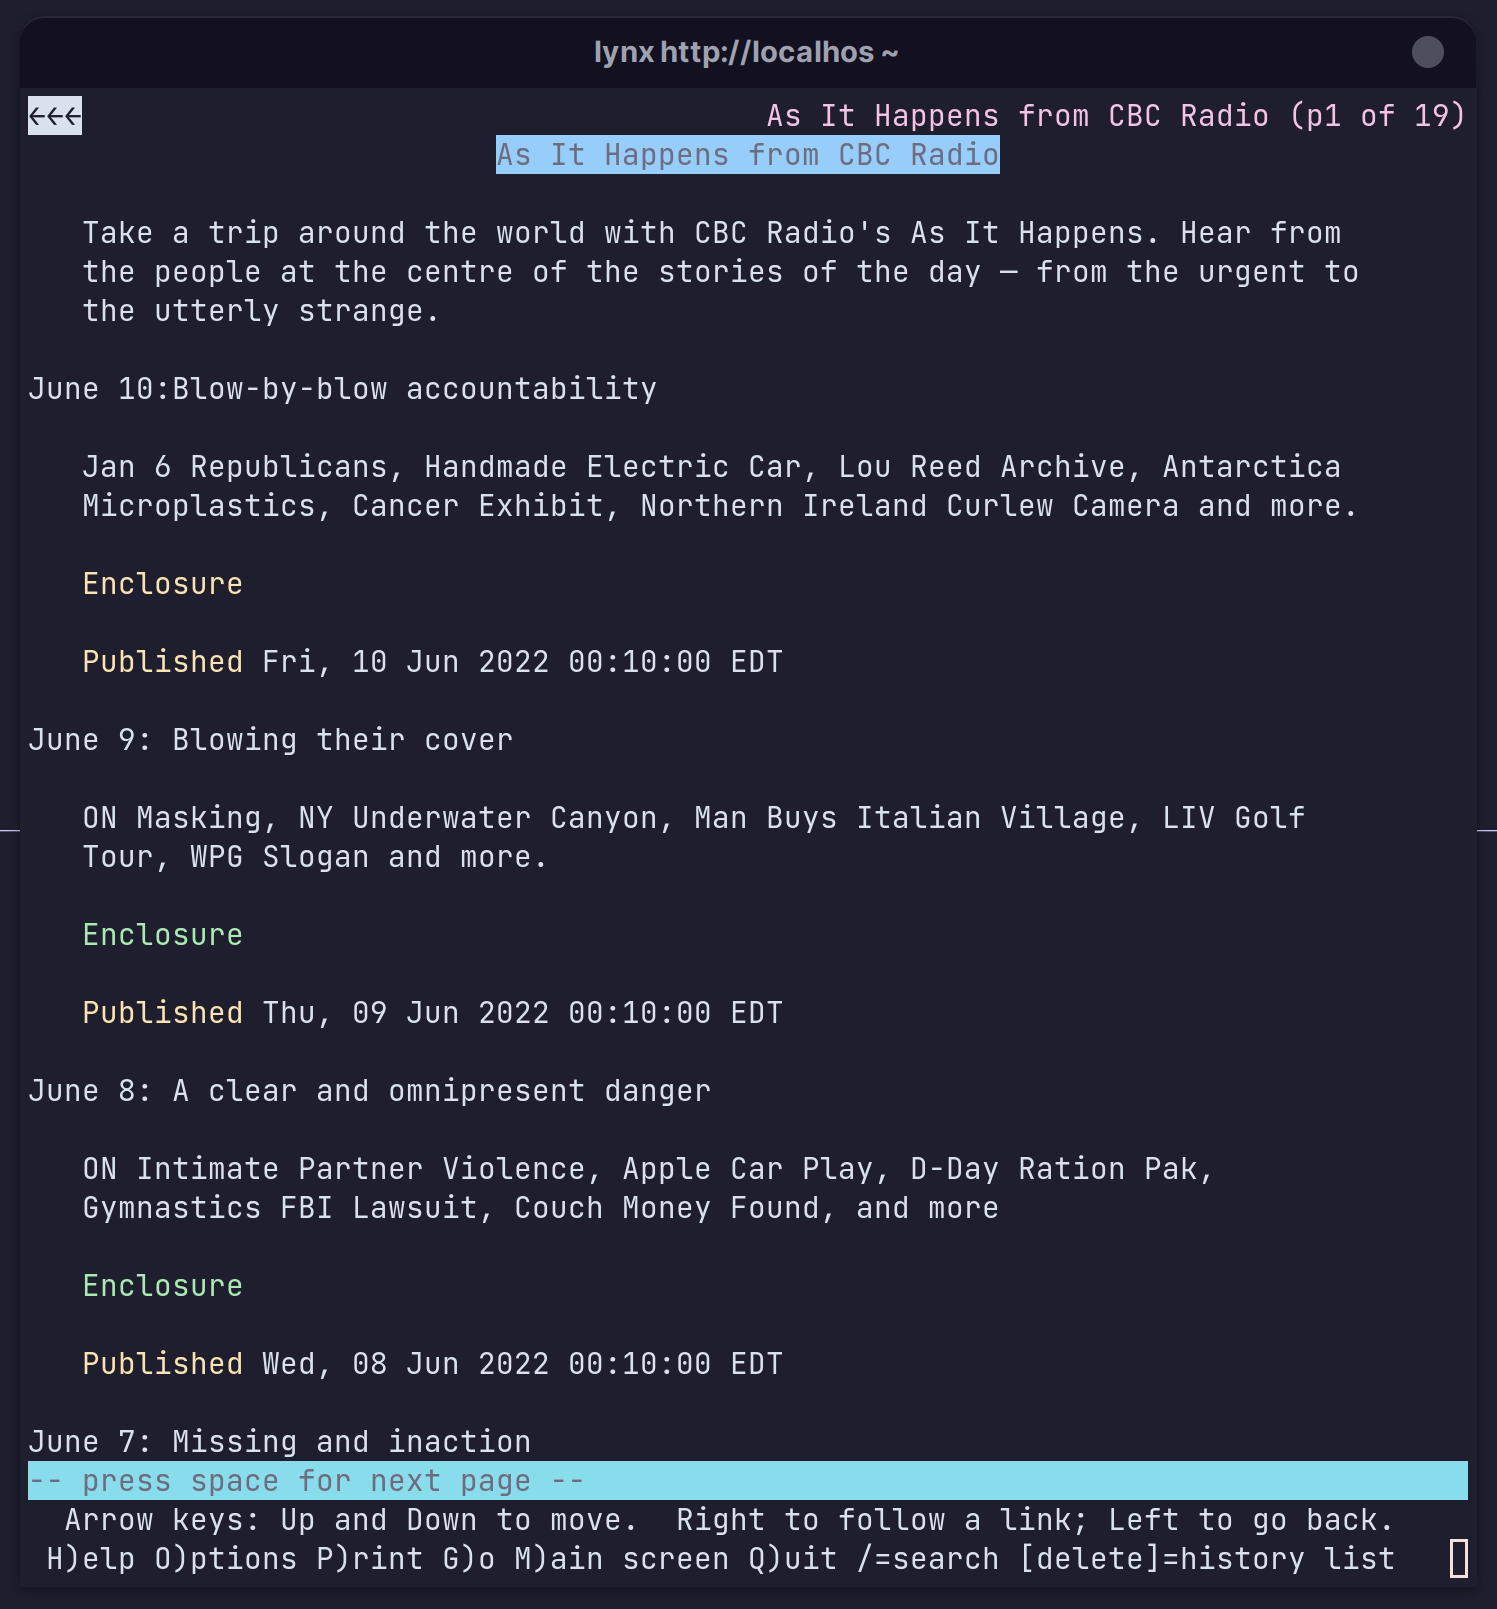 lynx http://localhos ~
←←← As It Happens from CBC Radio (p1 of 19)
As It Happens from CBC Radio
Take a trip around the world with CBC Radio's As It Happens. Hear from
the people at the centre of the stories of the day — from the urgent to
the utterly strange.
June 10:Blow-by-blow accountability
Jan 6 Republicans, Handmade Electric Car, Lou Reed Archive, Antarctica
Microplastics, Cancer Exhibit, Northern Ireland Curlew Camera and more.
Enclosure
Published Fri, 10 Jun 2022 00:10:00 EDT
June 9: Blowing their cover
ON Masking, NY Underwater Canyon, Man Buys Italian Village, LIV Golf
Tour, WPG Slogan and more.
Enclosure
Published Thu, 09 Jun 2022 00:10:00 EDT
June 8: A clear and omnipresent danger
ON Intimate Partner Violence, Apple Car Play, D-Day Ration Pak,
Gymnastics FBI Lawsuit, Couch Money Found, and more
Enclosure
Published Wed, 08 Jun 2022 00:10:00 EDT
June 7: Missing and inaction
-- press space for next page --
Arrow keys: Up and Down to move.  Right to follow a link; Left to go back.
H)elp O)ptions P)rint G)o M)ain screen Q)uit /=search [delete]=history list